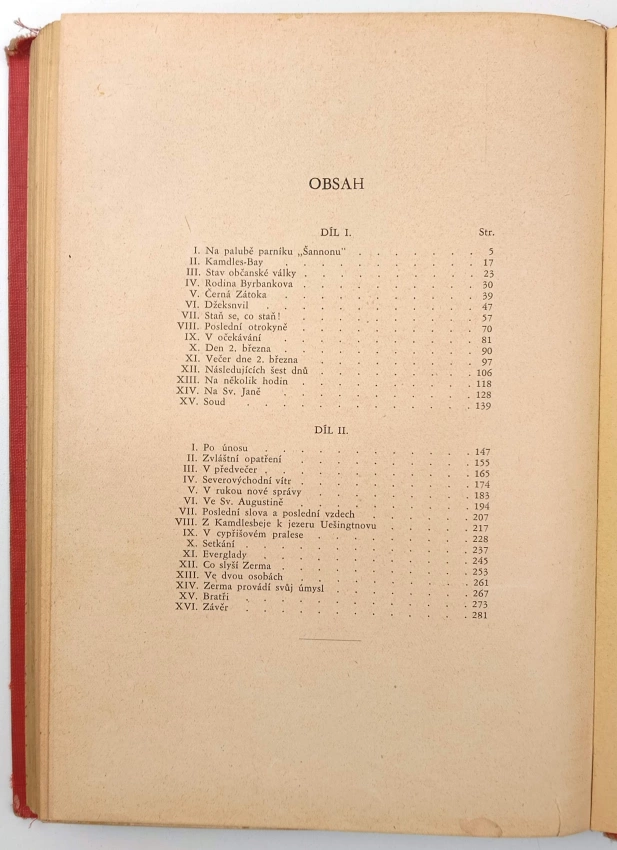 OBSAH
DÍL I. Str.
I. Na palubě parníku „Šannonu" . . . . . . . 5
II. Kamdles-Bay . . . . . . . . . 17
III. Stav občanské války . . . . . . . . 23
IV. Rodina Byrbankova . . . . . . . . 30
V. Černá Zátoka . . . . . . . . 39
VI. Džeksnvil . . . . . . . . . 47
VII. Staň se, co staň! . . . . . . . . 57
VIII. Poslední otrokyně . . . . . . . . 70
IX. V očekávání . . . . . . . . . 81
X. Den 2. března . . . . . . . . . 90
XI. Večer dne 2. března . . . . . . . . 97
XII. Následujících šest dnů . . . . . . . . 106
XIII. Na několik hodin . . . . . . . . 118
XIV. Na Sv. Janě . . . . . . . . . 128
XV. Soud . . . . . . . . . . 139
DÍL II.
I. Po únosu . . . . . . . . . 147
II. Zvláštní opatření . . . . . . . . 155
III. V předvečer . . . . . . . . . 165
IV. Severovýchodní vítr . . . . . . . . 174
V. V rukou nové správy . . . . . . . . 183
VI. Ve Sv. Augustině . . . . . . . . 194
VII. Poslední slova a poslední vzdech . . . . . . 207
VIII. Z Kamdlesbeje k jezeru Uešingtnovu . . . . . 217
IX. V cypřišovém pralese . . . . . . . . 228
X. Setkání . . . . . . . . . . 237
XI. Everglady . . . . . . . . . 245
XII. Co slyší Zerma . . . . . . . . 253
XIII. Ve dvou osobách . . . . . . . . 261
XIV. Zerma provádí svůj úmysl . . . . . . . 267
XV. Bratři . . . . . . . . . . 273
XVI. Závěr . . . . . . . . . . 281